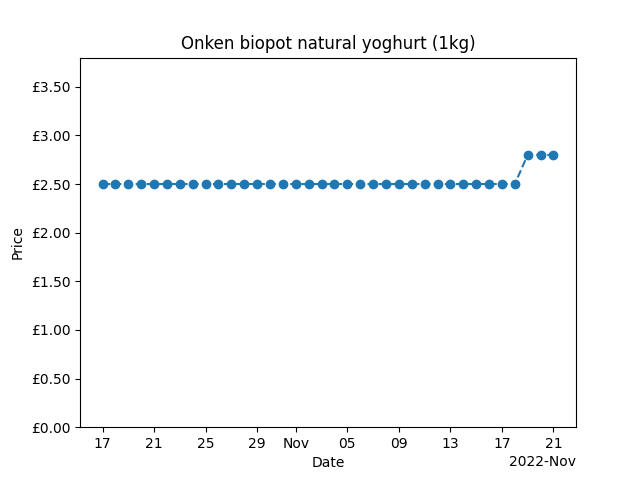 Onken biopot natural yoghurt (1kg)
£3.50
£3.00
£2.50
£2.00
£1.50
£1.00
£0.50
£0.00
Price
17 21 25 29 Nov 05 09 13 17 21
Date
2022-Nov